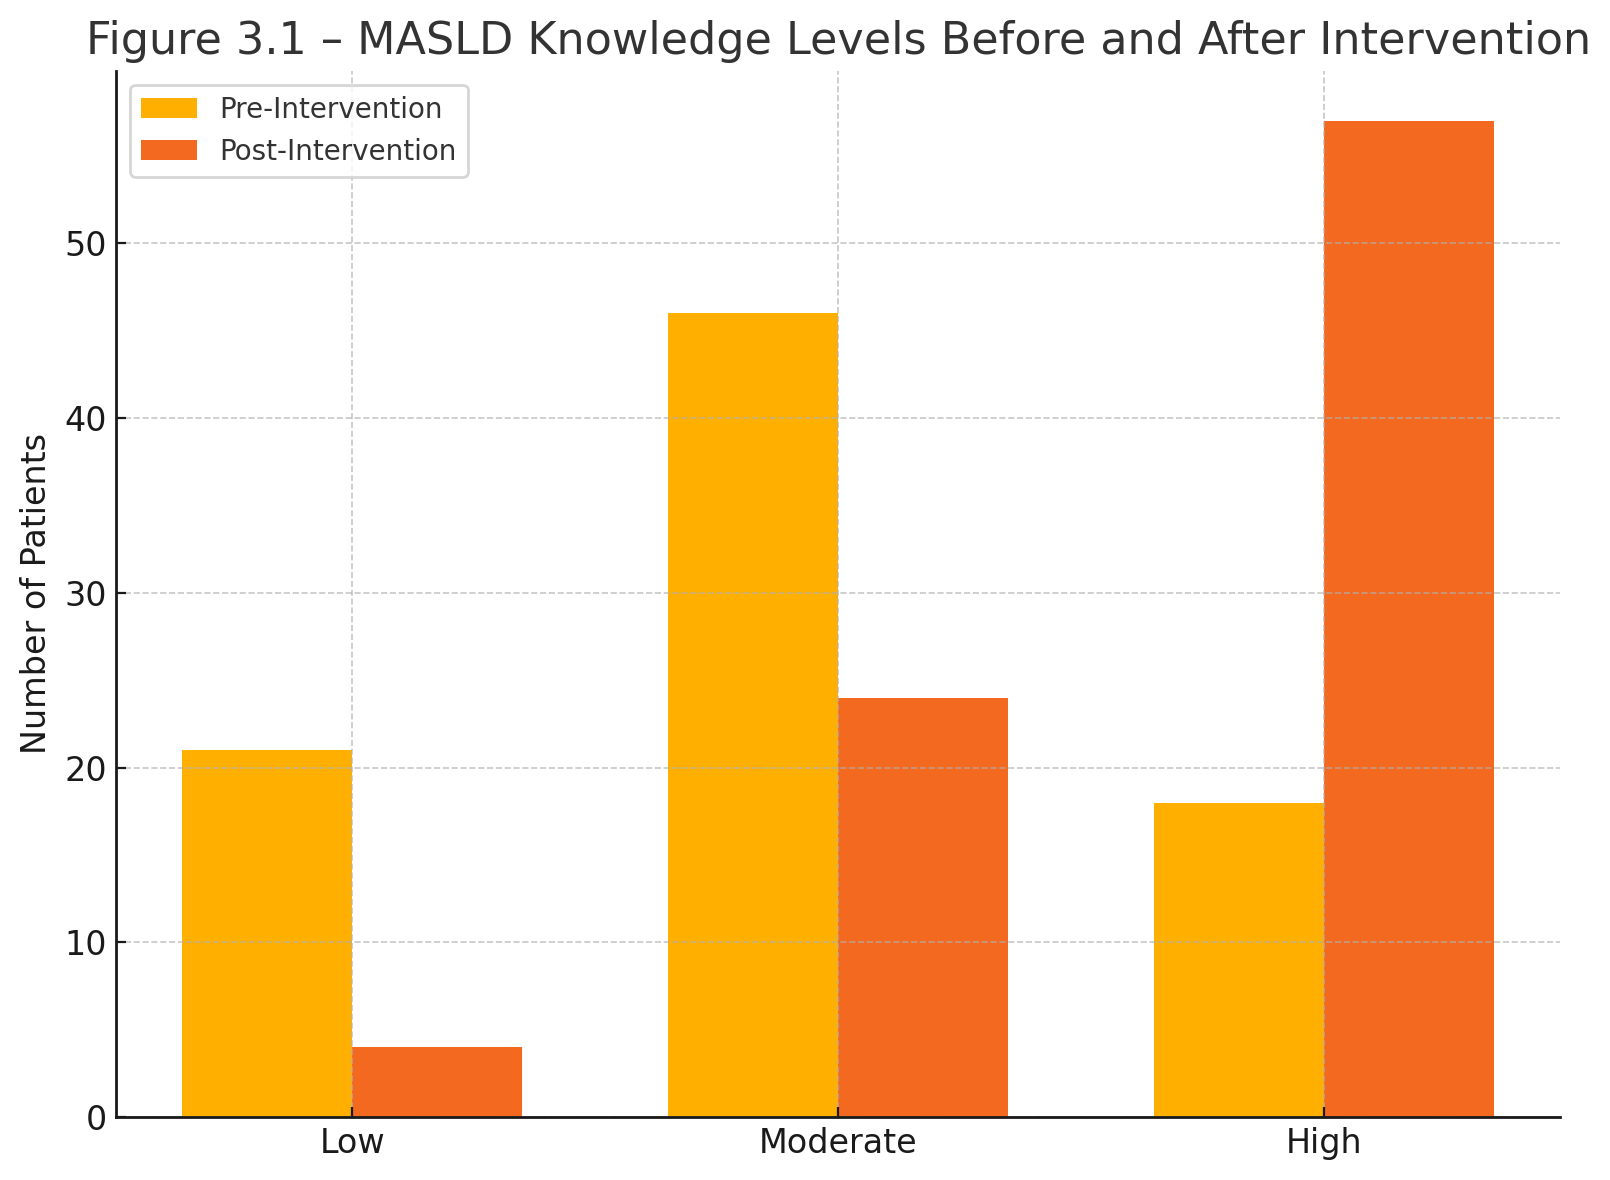 Figure 3.1 – MASLD Knowledge Levels Before and After Intervention
Pre-Intervention
Post-Intervention
Number of Patients
50
40
30
20
10
0
Low
Moderate
High